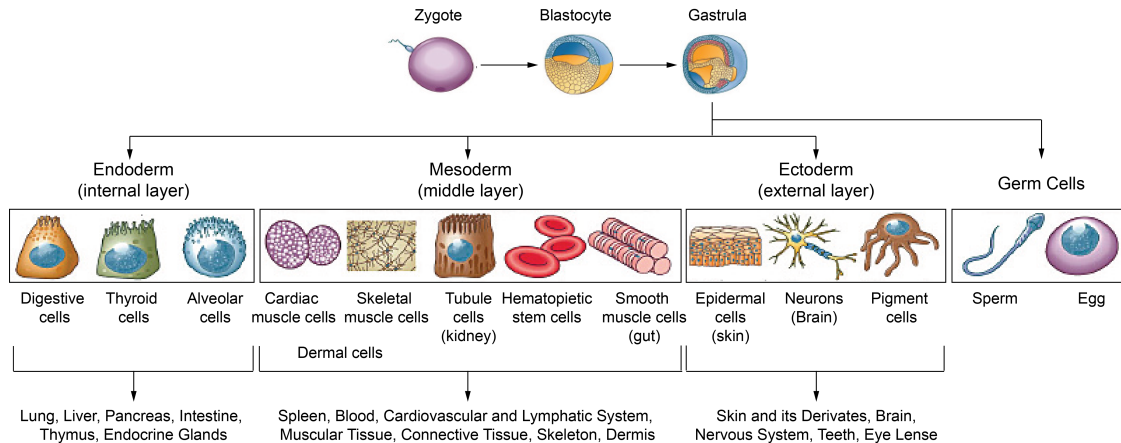 Zygote
Blastocyte
Gastrula
Endoderm
(internal layer)
Mesoderm
(middle layer)
Ectoderm
(external layer)
Germ Cells
Digestive
cells
Thyroid
cells
Alveolar
cells
Cardiac
muscle cells
Skeletal
muscle cells
Tubule
cells
(kidney)
Hematopietic
stem cells
Smooth
muscle cells
(gut)
Epidermal
cells
(skin)
Neurons
(Brain)
Pigment
cells
Sperm
Egg
Dermal cells
Lung, Liver, Pancreas, Intestine,
Thymus, Endocrine Glands
Spleen, Blood, Cardiovascular and Lymphatic System,
Muscular Tissue, Connective Tissue, Skeleton, Dermis
Skin and its Derivates, Brain,
Nervous System, Teeth, Eye Lense